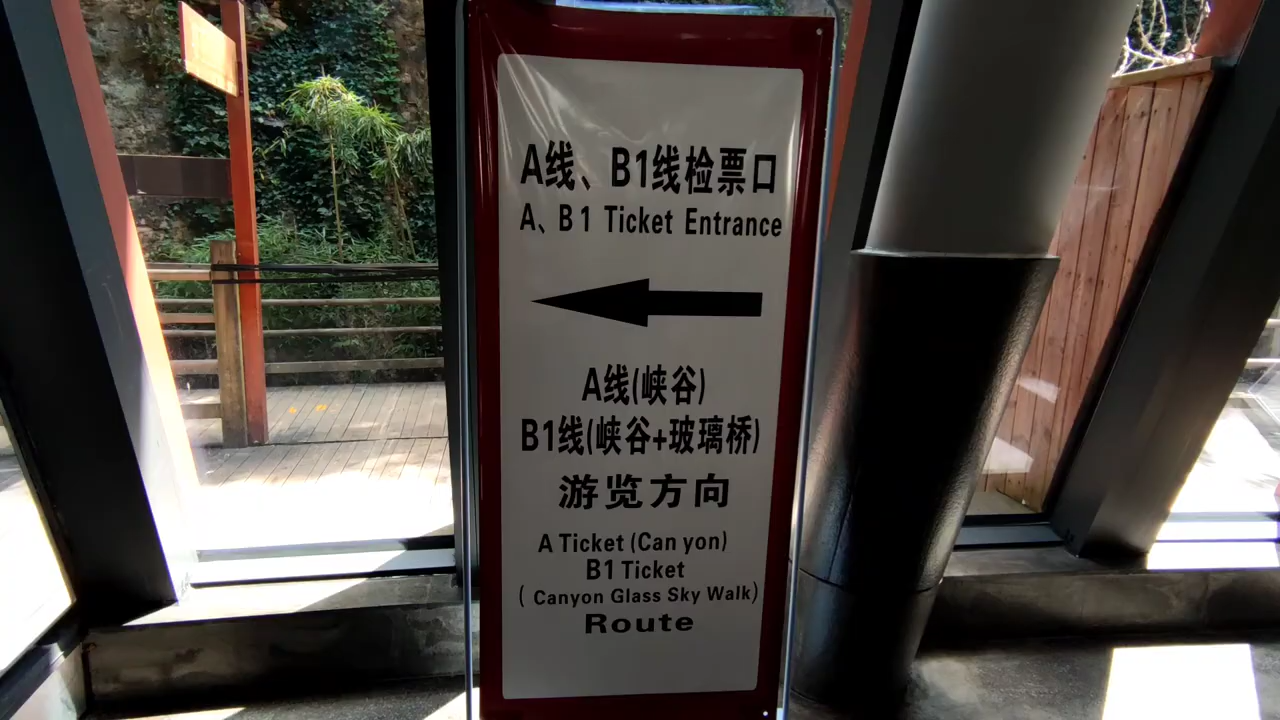 A线、B1线检票口
A、B1 Ticket Entrance
A线(峡谷)
B1线(峡谷+玻璃桥)
游览方向
A Ticket (Can yon)
B1 Ticket
( Canyon Glass Sky Walk)
Route